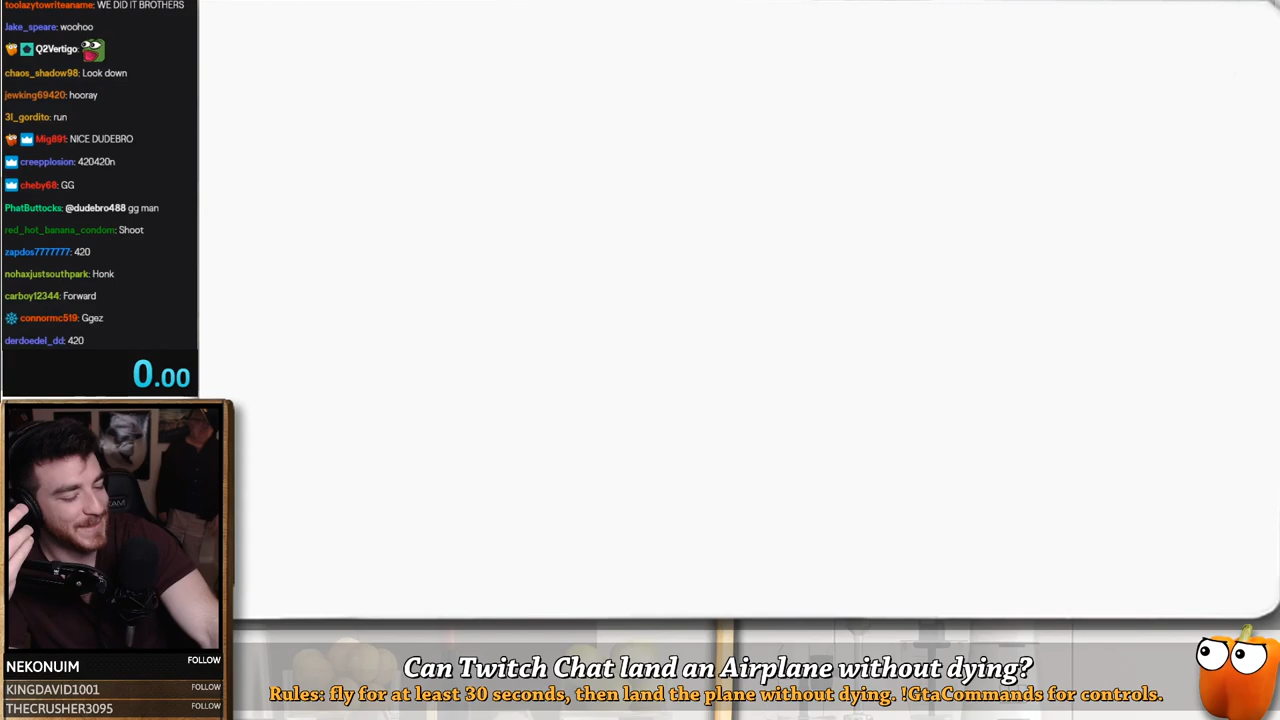 toolazytowriteaname: WE DID IT BROTHERS
Jake_speare: woohoo
Q2Vertigo:
chaos_shadow98: Look down
jewking69420: hooray
3l_gordito: run
Mig891: NICE DUDEBRO
creepplosion: 420420n
cheby68: GG
PhatButtocks: @dudebro488 gg man
red_hot_banana_condom: Shoot
zapdos7777777: 420
nohaxjustsouthpark: Honk
carboy12344: Forward
connormc519: Ggez
derdoedel_dd: 420
0.00
NEKONUIM FOLLOW
KINGDAVID1001 FOLLOW
THECRUSHER3095 FOLLOW
Can Twitch Chat land an Airplane without dying?
Rules: fly for at least 30 seconds, then land the plane without dying. !GtaCommands for controls.